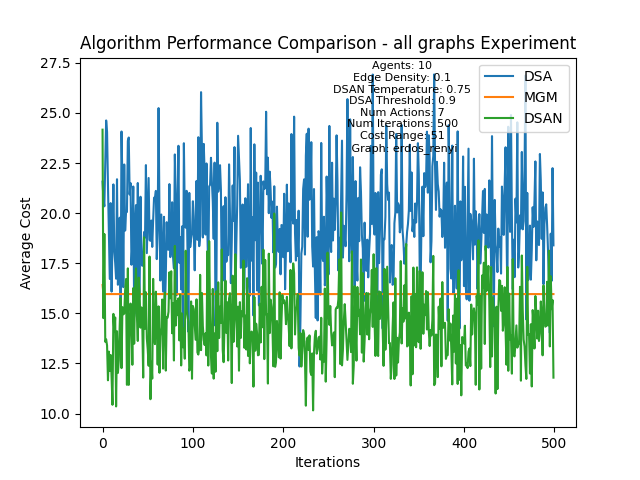 Algorithm Performance Comparison - all graphs Experiment
27.5
25.0
22.5
20.0
17.5
15.0
12.5
10.0
Average Cost
Agents: 10
Edge Density: 0.1
DSAN Temperature: 0.75
DSA Threshold: 0.9
Num Actions: 7
Num Iterations: 500
Cost Range: 51
Graph: erdos_renyi
DSA
MGM
DSAN
0
100
200
300
400
500
Iterations